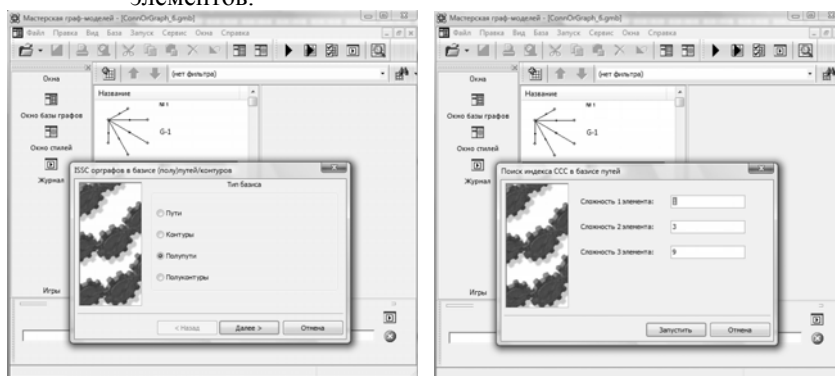 элементов.
Мастерская граф-моделей - [ConnOrGraph_6.gmb]
Файл Правка Вид База Запуск Сервис Окна Справка
(нет фильтра)
Окна
Название
Окно базы графов
G-1
Окно стилей
Журнал
ISSC орграфов в базисе (полу)путей/контуров
Тип базиса
Пути
Контуры
Полупути
Полуконтуры
Игры
< Назад Далее > Отмена
Мастерская граф-моделей - [ConnOrGraph_6.gmb]
Файл Правка Вид База Запуск Сервис Окна Справка
(нет фильтра)
Окна
Название
Окно базы графов
G-1
Окно стилей
Журнал
Поиск индекса ССС в базисе путей
Сложность 1 элемента:
Сложность 2 элемента: 3
Сложность 3 элемента: 9
Игры
Запустить Отмена